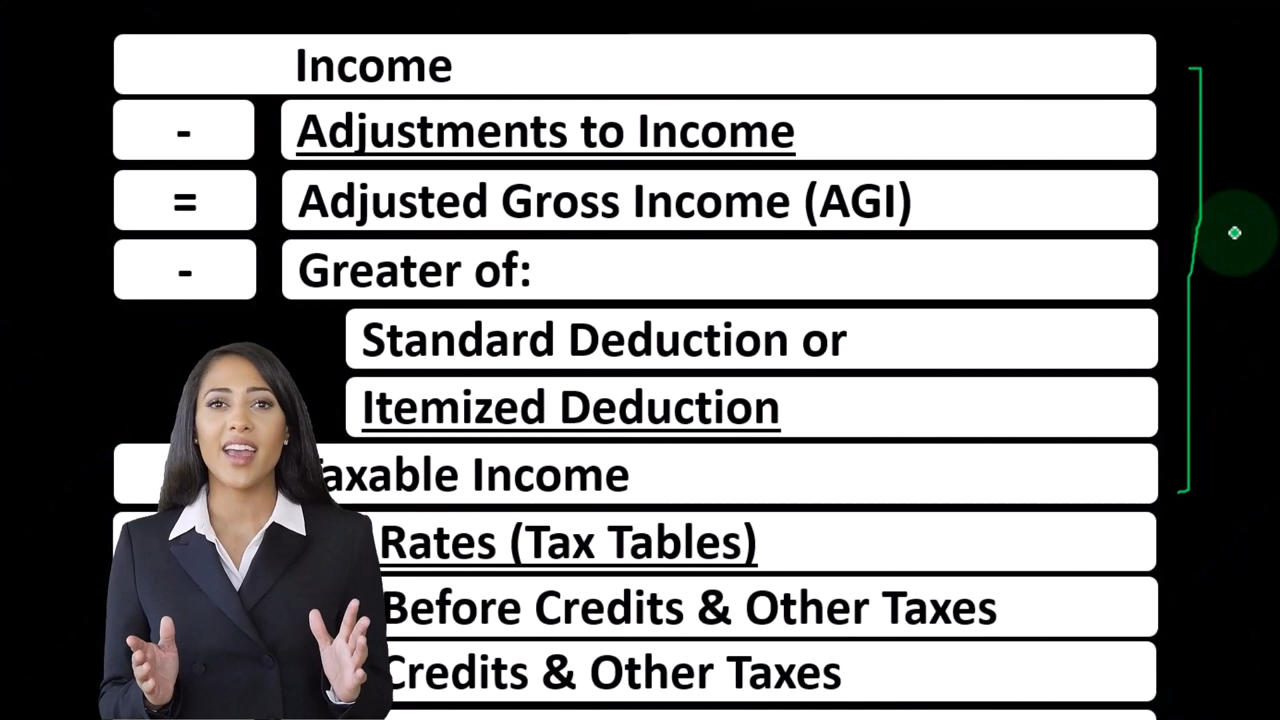 Income
- Adjustments to Income
= Adjusted Gross Income (AGI)
- Greater of:
Standard Deduction or
Itemized Deduction
axable Income
Rates (Tax Tables)
Before Credits & Other Taxes
Credits & Other Taxes